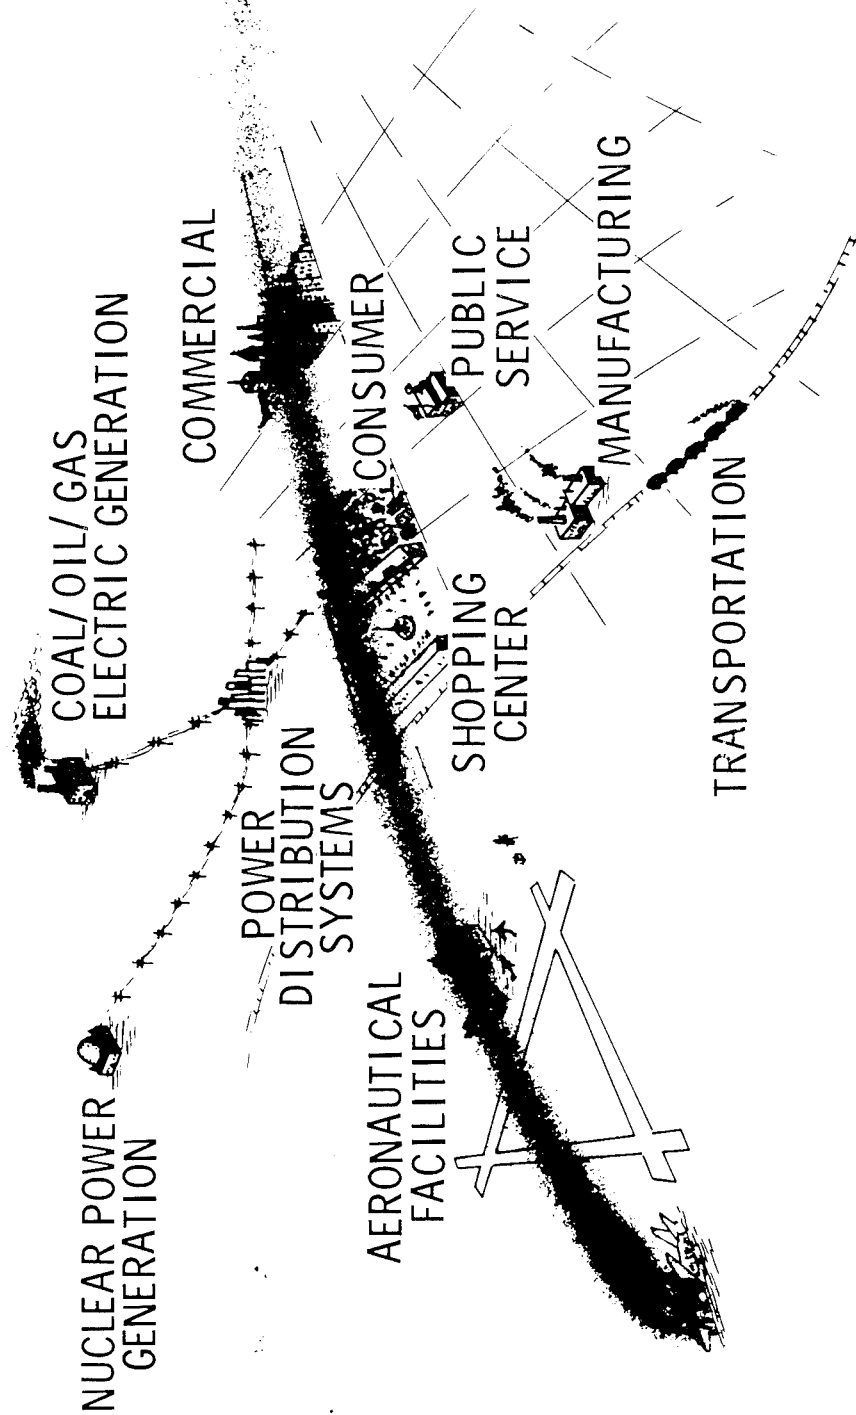 COAL/OIL/GAS
ELECTRIC GENERATION
NUCLEAR POWER
GENERATION
COMMERCIAL
POWER
DISTRIBUTION
SYSTEMS
CONSUMER
AERONAUTICAL
FACILITIES
SHOPPING
CENTER
PUBLIC
SERVICE
MANUFACTURING
TRANSPORTATION